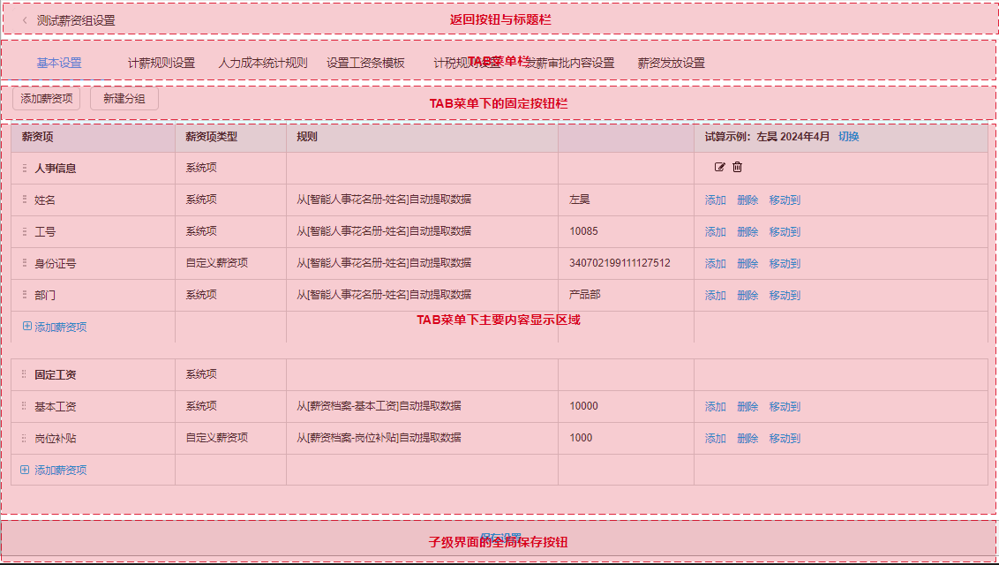 测试薪资组设置 返回按钮与标题栏
基本设置 计薪规则设置 人力成本统计规则 设置工资条模板 计税规则设置 TAB菜单栏 发薪审批内容设置 薪资发放设置
添加薪资项 新建分组 TAB菜单下的固定按钮栏
薪资项 薪资项类型 规则 试算示例：左昊 2024年4月 切换
人事信息 系统项
姓名 系统项 从[智能人事花名册-姓名]自动提取数据 左昊 添加 删除 移动到
工号 系统项 从[智能人事花名册-姓名]自动提取数据 10085 添加 删除 移动到
身份证号 自定义薪资项 从[智能人事花名册-姓名]自动提取数据 340702199111127512 添加 删除 移动到
部门 系统项 从[智能人事花名册-姓名]自动提取数据 产品部 添加 删除 移动到
添加薪资项 TAB菜单下主要内容显示区域
固定工资 系统项
基本工资 系统项 从[薪资档案-基本工资]自动提取数据 10000 添加 删除 移动到
岗位补贴 自定义薪资项 从[薪资档案-岗位补贴]自动提取数据 1000 添加 删除 移动到
添加薪资项
保存设置
子级界面的全局保存按钮